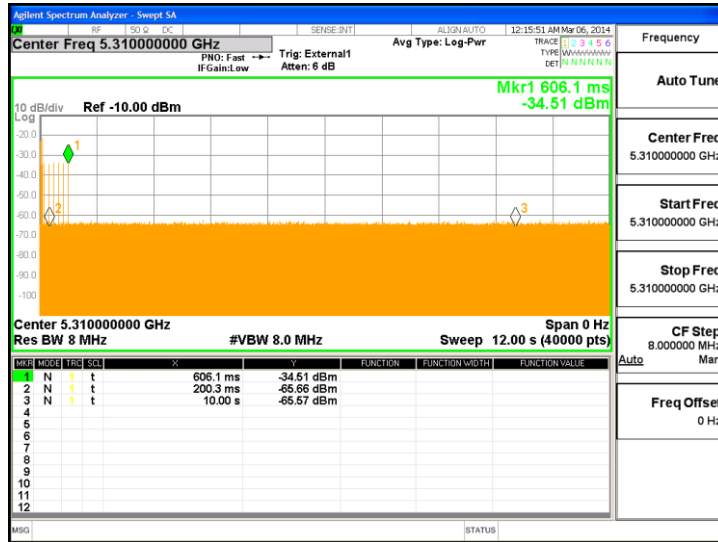 Agilent Spectrum Analyzer - Swept SA
RF 50 Ω DC SENSE:INT ALIGN AUTO 12:15:51 AM Mar 06, 2014
Center Freq 5.310000000 GHz
PNO: Fast
IFGain:Low
Trig: External1
Atten: 6 dB
Avg Type: Log-Pwr
TRACE 1 2 3 4 5 6
TYPE WWWWWW
DET N N N N N N
Mkr1 606.1 ms
-34.51 dBm
10 dB/div Ref -10.00 dBm
Log
-20.0
-30.0
-40.0
-50.0
-60.0
-70.0
-80.0
-90.0
-100
1
2
3
Center 5.310000000 GHz Span 0 Hz
Res BW 8 MHz #VBW 8.0 MHz Sweep 12.00 s (40000 pts)
MKR MODE TRC SCL X Y FUNCTION FUNCTION WIDTH FUNCTION VALUE
1 N 1 t 606.1 ms -34.51 dBm
2 N 1 t 200.3 ms -65.66 dBm
3 N 1 t 10.00 s -65.57 dBm
4
5
6
7
8
9
10
11
12
MSG STATUS
Frequency
Auto Tune
Center Freq
5.310000000 GHz
Start Freq
5.310000000 GHz
Stop Freq
5.310000000 GHz
CF Step
8.000000 MHz
Auto Man
Freq Offset
0 Hz